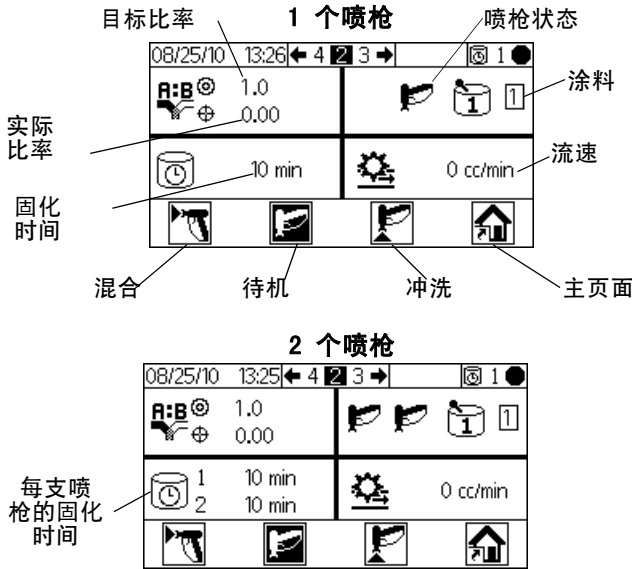 目标比率
1 个喷枪
喷枪状态
08/25/10 13:26 ← 4 2 3 → 1
A:B 1.0
0.00
1 1
涂料
实际
比率
10 min
0 cc/min
流速
固化
时间
混合
待机
冲洗
主页面
2 个喷枪
08/25/10 13:25 ← 4 2 3 → 1
A:B 1.0
0.00
1 1
每支喷
枪的固化
时间
1 10 min
2 10 min
0 cc/min